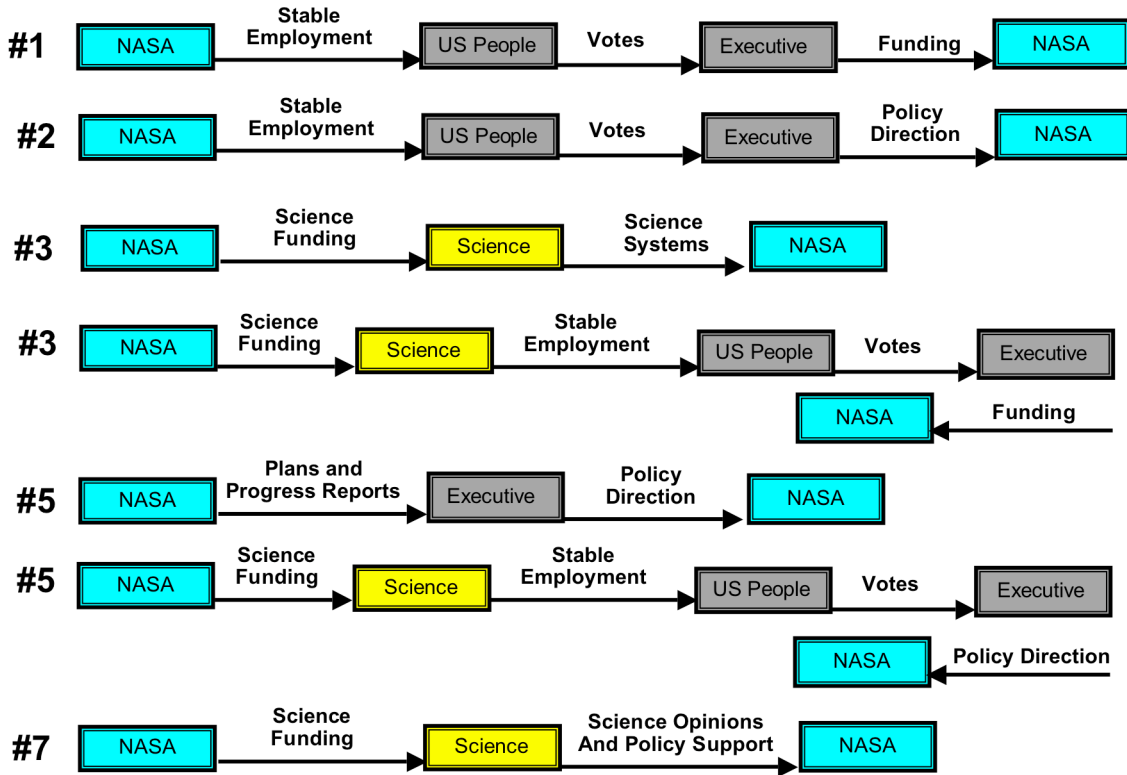 #1 NASA Stable Employment US People Votes Executive Funding NASA
#2 NASA Stable Employment US People Votes Executive Policy Direction NASA
#3 NASA Science Funding Science Science Systems NASA
#3 NASA Science Funding Science Stable Employment US People Votes Executive
NASA Funding
#5 NASA Plans and Progress Reports Executive Policy Direction NASA
#5 NASA Science Funding Science Stable Employment US People Votes Executive
NASA Policy Direction
#7 NASA Science Funding Science Science Opinions And Policy Support NASA